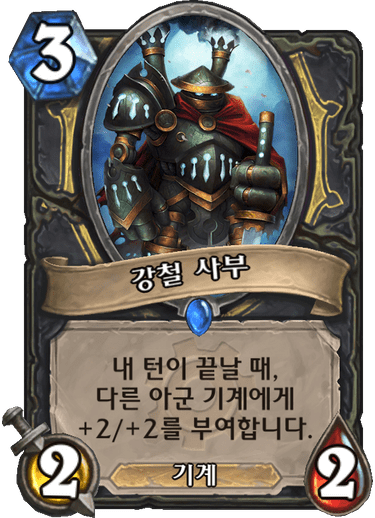 3
강철 사부
내 턴이 끝날 때,
다른 아군 기계에게
+2/+2를 부여합니다.
2
기계
2